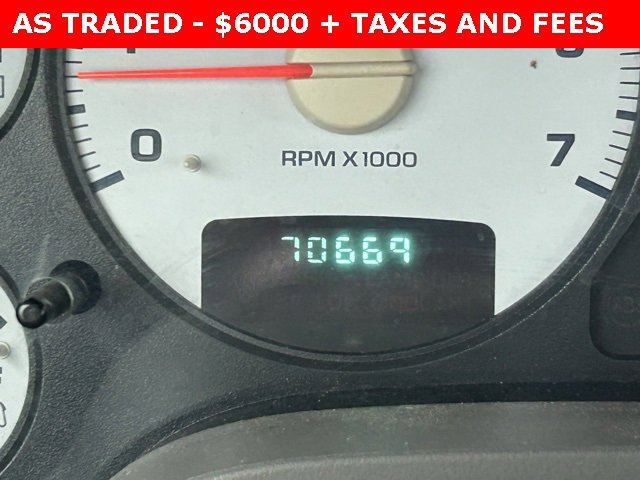 AS TRADED - $6000 + TAXES AND FEES
0
7
RPM X1000
70669